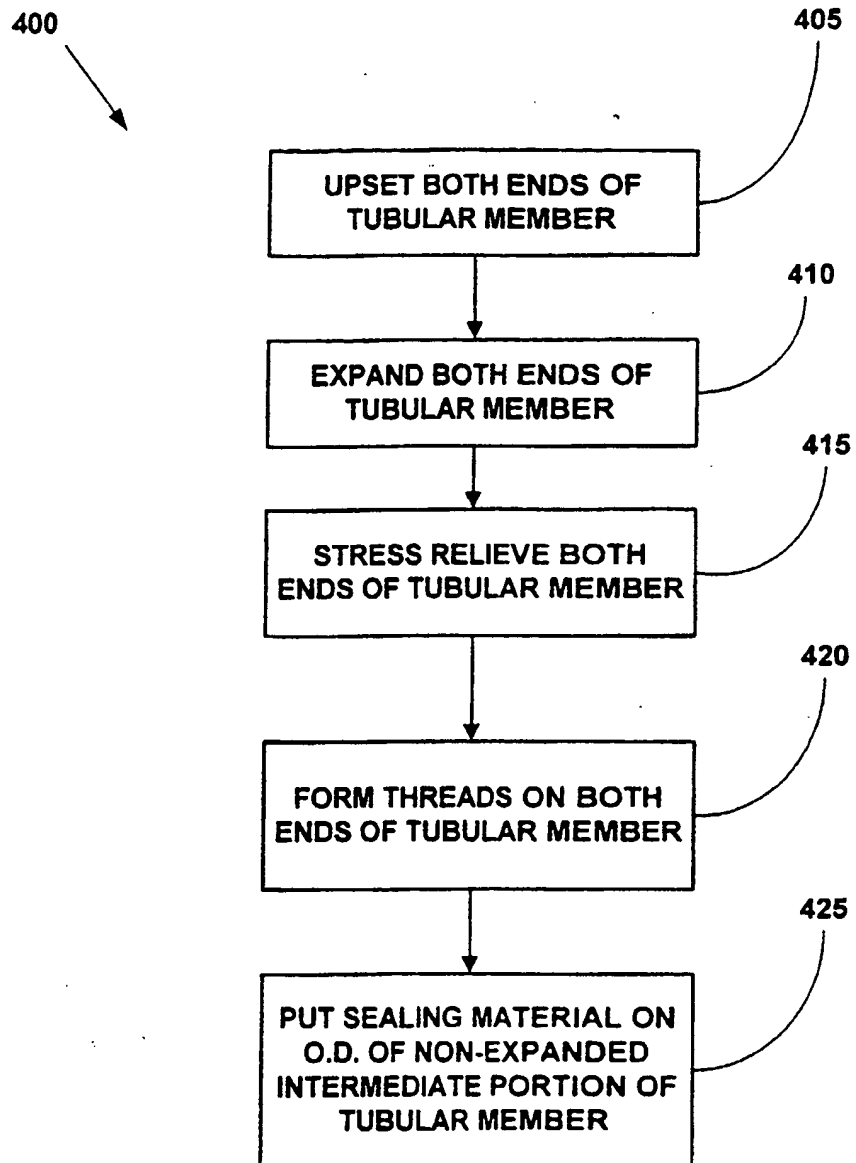 400
405
UPSET BOTH ENDS OF
TUBULAR MEMBER
410
EXPAND BOTH ENDS OF
TUBULAR MEMBER
415
STRESS RELIEVE BOTH
ENDS OF TUBULAR MEMBER
420
FORM THREADS ON BOTH
ENDS OF TUBULAR MEMBER
425
PUT SEALING MATERIAL ON
O.D. OF NON-EXPANDED
INTERMEDIATE PORTION OF
TUBULAR MEMBER